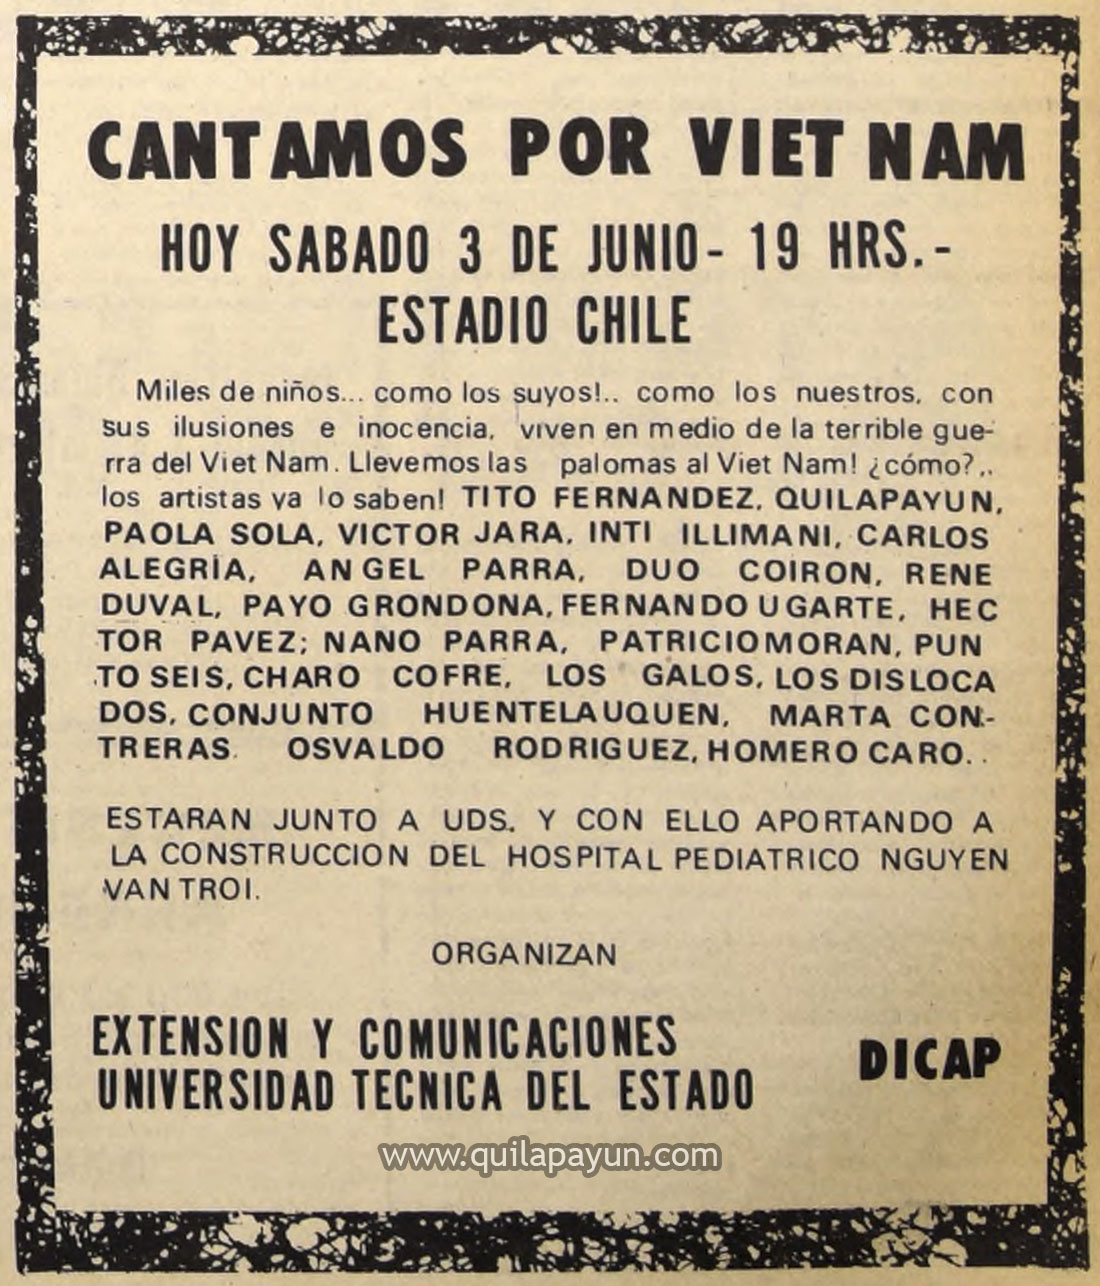 CANTAMOS POR VIET NAM
HOY SABADO 3 DE JUNIO - 19 HRS. -
ESTADIO CHILE
Miles de niños... como los suyos!.. como los nuestros, con
sus ilusiones e inocencia, viven en medio de la terrible gue-
rra del Viet Nam. Llevemos las palomas al Viet Nam! ¿cómo?..
los artistas ya lo saben! TITO FERNANDEZ, QUILAPAYUN,
PAOLA SOLA, VICTOR JARA, INTI ILLIMANI, CARLOS
ALEGRIA, ANGEL PARRA, DUO COIRON, RENE
DUVAL, PAYO GRONDONA, FERNANDO UGARTE, HEC
TOR PAVEZ; NANO PARRA, PATRICIO MORAN, PUN
TO SEIS, CHARO COFRE, LOS GALOS, LOS DISLOCA
DOS, CONJUNTO HUENTELAUQUEN, MARTA CON-
TRERAS. OSVALDO RODRIGUEZ, HOMERO CARO..
ESTARAN JUNTO A UDS. Y CON ELLO APORTANDO A
LA CONSTRUCCION DEL HOSPITAL PEDIATRICO NGUYEN
VAN TROI.
ORGANIZAN
EXTENSION Y COMUNICACIONES
UNIVERSIDAD TECNICA DEL ESTADO
DICAP
www.quilapayun.com